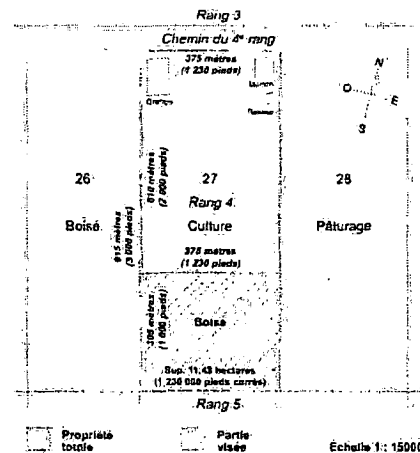 Rang 3
Chemin du 4e rang
375 mètres
(1 230 pieds)
N
O
E
S
26
27
28
Rang 4
Boisé
Culture
Pâturage
610 mètres
(2 000 pieds)
915 mètres
(3 000 pieds)
375 mètres
(1 230 pieds)
305 mètres
(1 000 pieds)
Boisé
Sup. 11,43 hectares
(1 230 000 pieds carrés)
Rang 5
Propriété
totale
Partie
visée
Échelle 1 : 15000